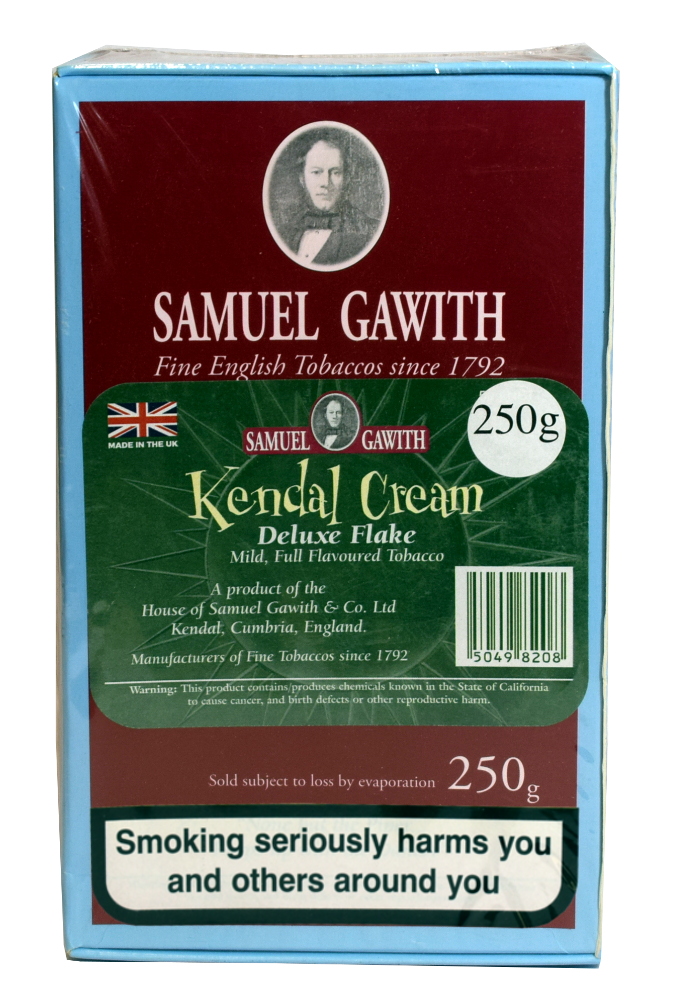 SAMUEL GAWITH
Fine English Tobaccos since 1792
MADE IN THE UK
SAMUEL GAWITH
250g
Kendal Cream
Deluxe Flake
Mild, Full Flavoured Tobacco
A product of the
House of Samuel Gawith & Co. Ltd
Kendal, Cumbria, England.
Manufacturers of Fine Tobaccos since 1792
5049 8208
Warning: This product contains/produces chemicals known in the State of California
to cause cancer, and birth defects or other reproductive harm.
Sold subject to loss by evaporation 250g
Smoking seriously harms you
and others around you